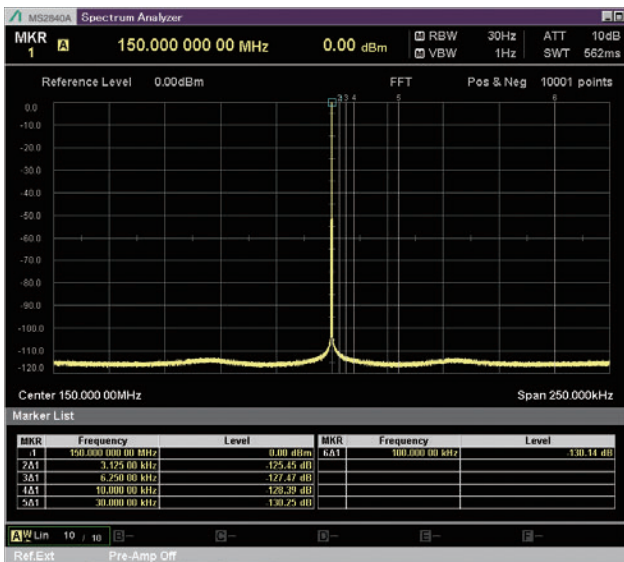 MS2840A Spectrum Analyzer
MKR 1 A 150.000 000 00 MHz 0.00 dBm RBW 30Hz ATT 10dB
VBW 1Hz SWT 562ms
Reference Level 0.00dBm FFT Pos & Neg 10001 points
2 3 4 5 6
0.0
-10.0
-20.0
-30.0
-40.0
-50.0
-60.0
-70.0
-80.0
-90.0
-100.0
-110.0
-120.0
Center 150.000 00MHz Span 250.000kHz
Marker List
MKR Frequency Level MKR Frequency Level
1 150.000 000 00 MHz 0.00 dBm 6Δ1 100.000 00 kHz -130.14 dB
2Δ1 3.125 00 kHz -125.45 dB
3Δ1 6.250 00 kHz -127.47 dB
4Δ1 10.000 00 kHz -128.39 dB
5Δ1 30.000 00 kHz -130.25 dB
A W Lin 10 / 10 B — C — D — E — F —
Ref.Ext Pre-Amp Off